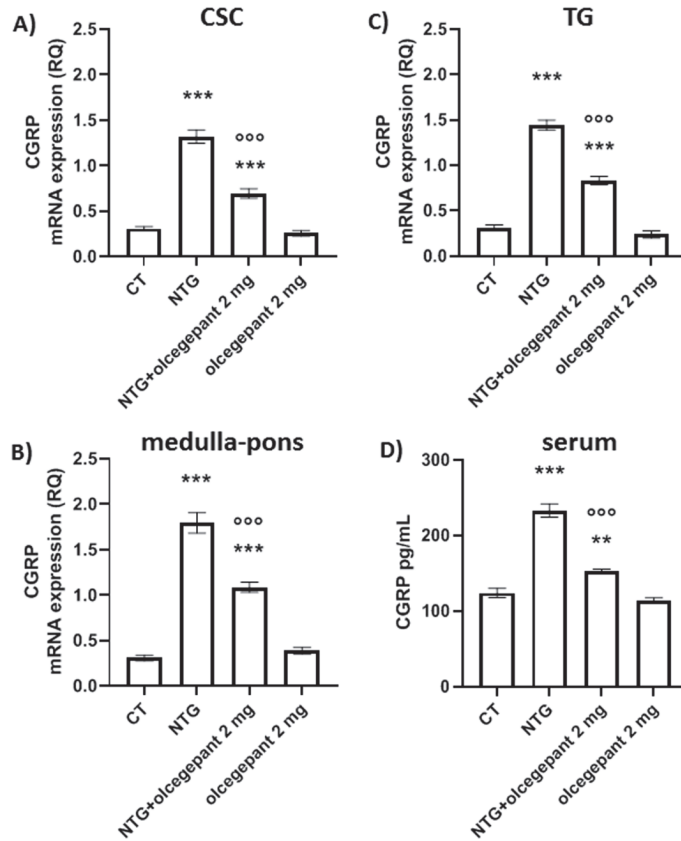 A)
CSC
CGRP
mRNA expression (RQ)
2.5
2.0
1.5
1.0
0.5
0.0
***
°°°
***
CT
NTG
NTG+olcegepant 2 mg
olcegepant 2 mg
C)
TG
CGRP
mRNA expression (RQ)
2.5
2.0
1.5
1.0
0.5
0.0
***
°°°
***
CT
NTG
NTG+olcegepant 2 mg
olcegepant 2 mg
B)
medulla-pons
CGRP
mRNA expression (RQ)
2.5
2.0
1.5
1.0
0.5
0.0
***
°°°
***
CT
NTG
NTG+olcegepant 2 mg
olcegepant 2 mg
D)
serum
CGRP pg/mL
300
200
100
0
***
°°°
**
CT
NTG
NTG+olcegepant 2 mg
olcegepant 2 mg